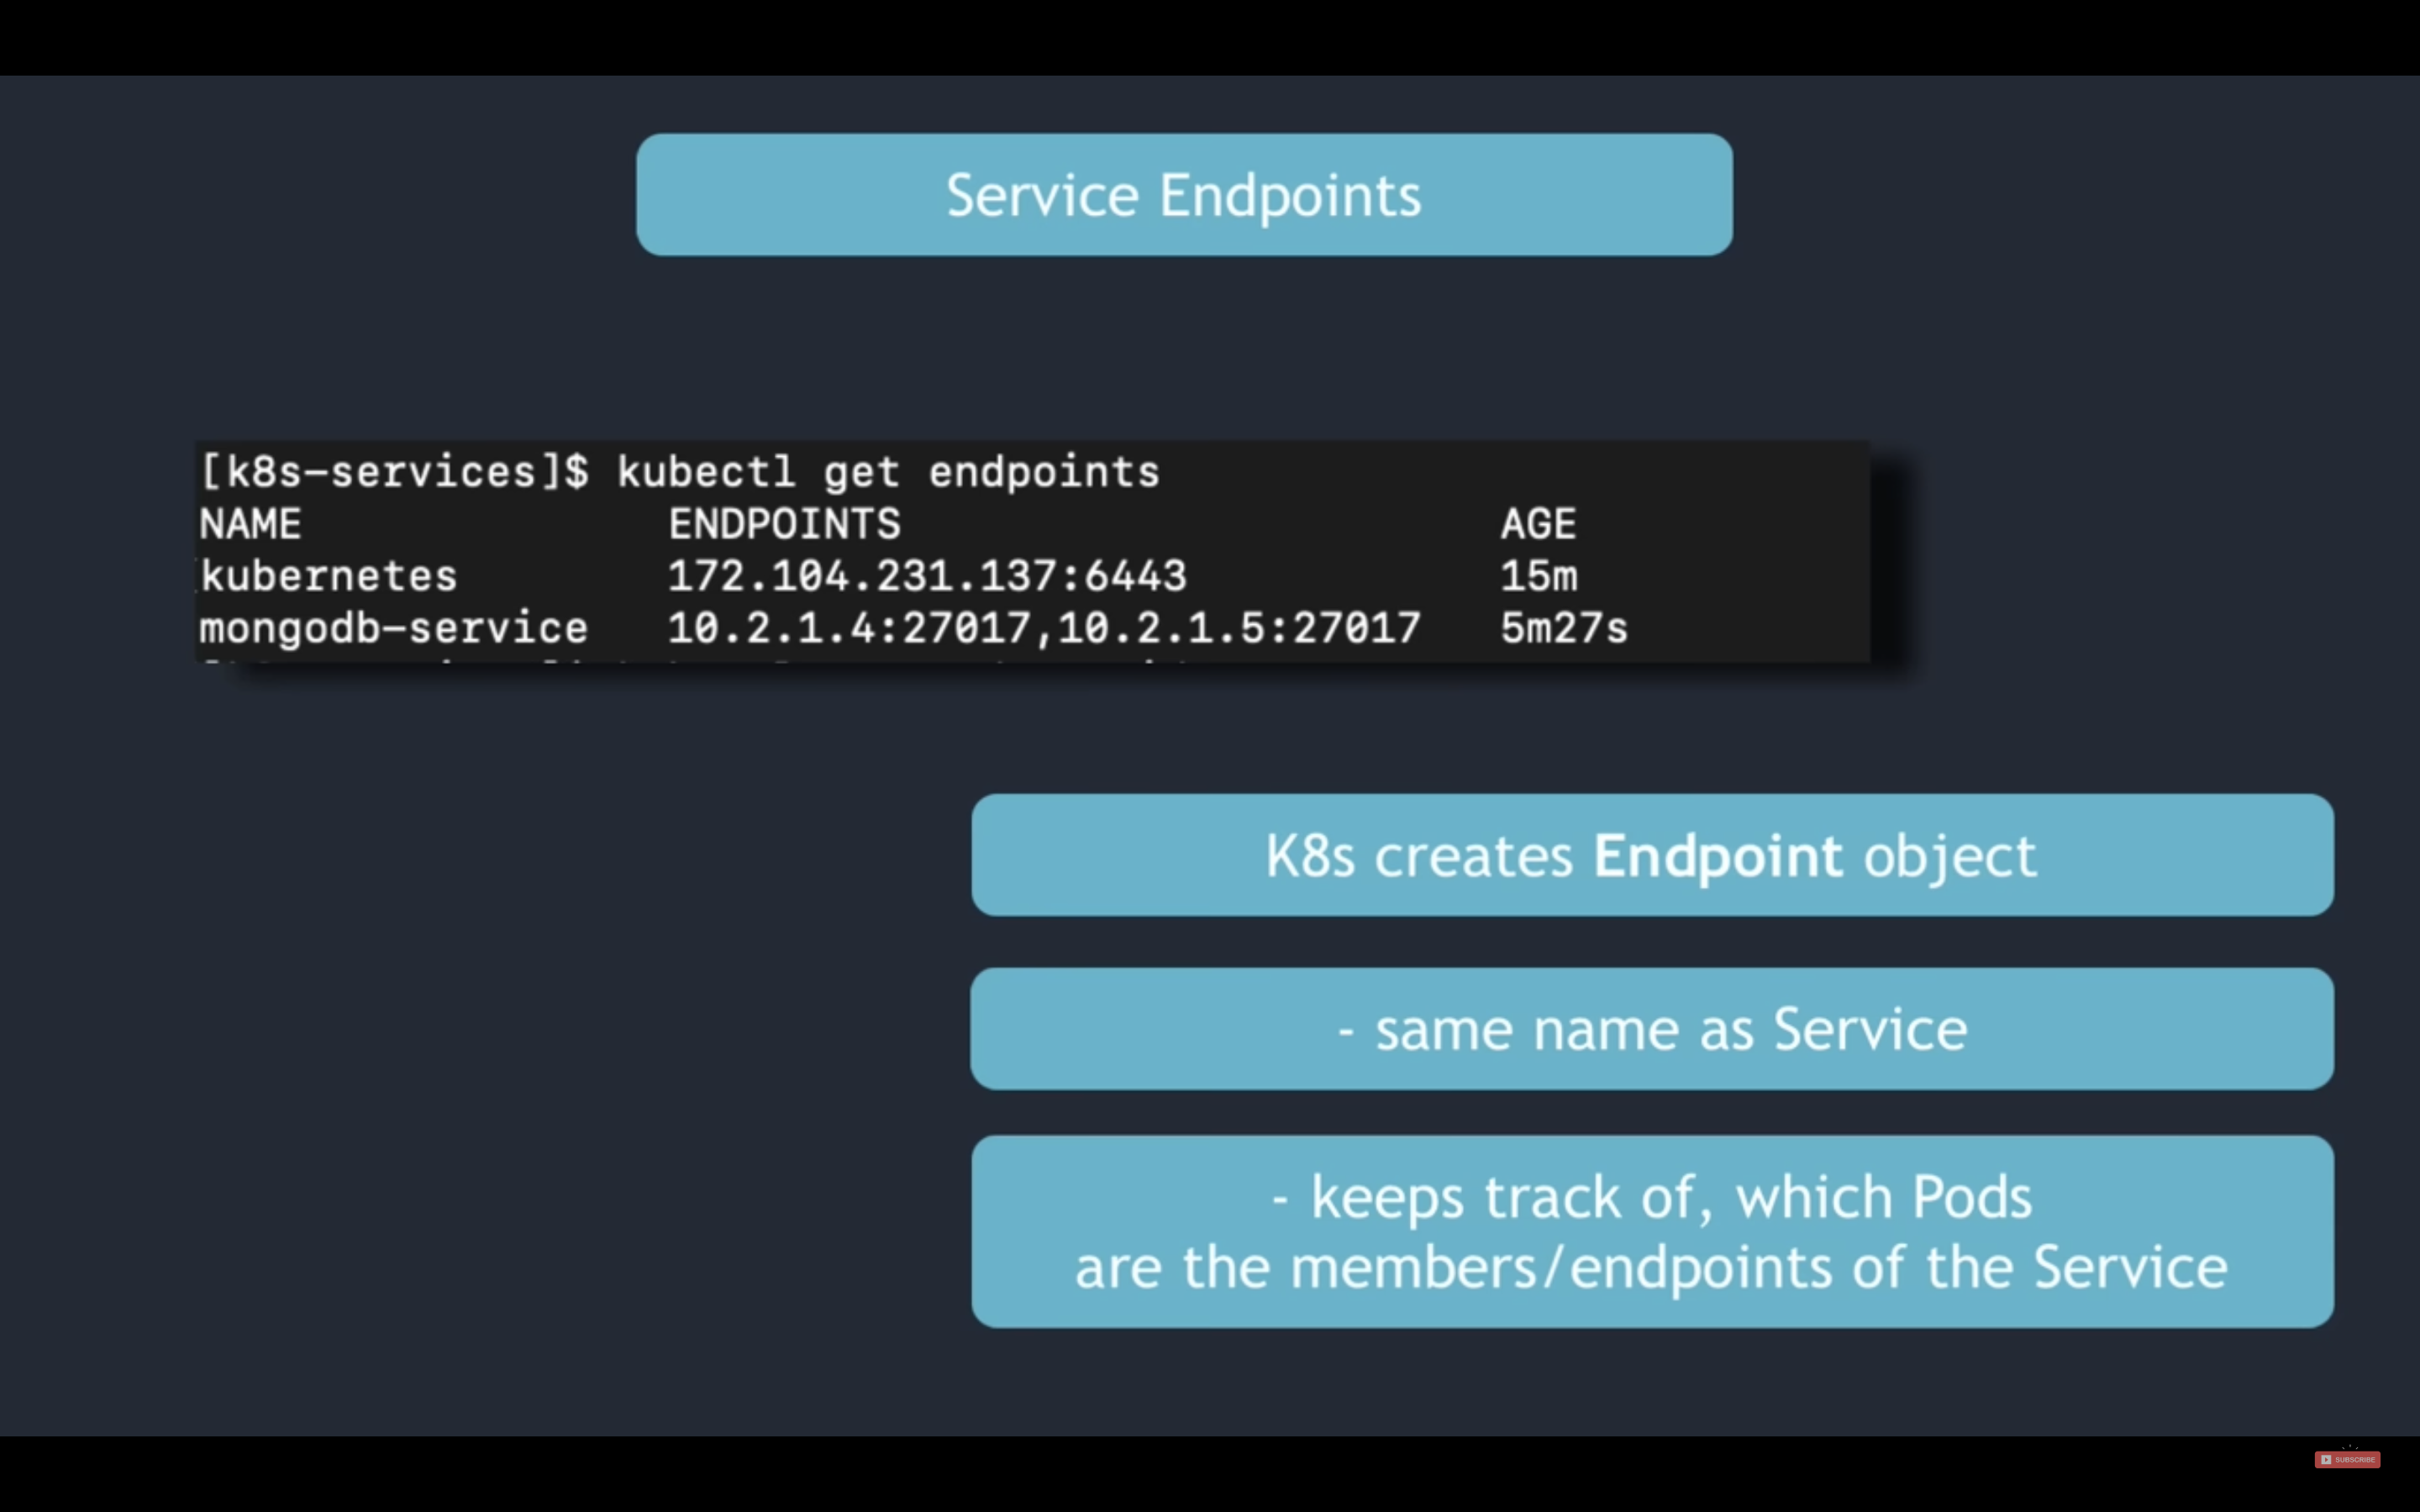 Service Endpoints
[k8s-services]$ kubectl get endpoints
NAME ENDPOINTS AGE
kubernetes 172.104.231.137:6443 15m
mongodb-service 10.2.1.4:27017,10.2.1.5:27017 5m27s
K8s creates Endpoint object
- same name as Service
- keeps track of, which Pods
are the members/endpoints of the Service
SUBSCRIBE